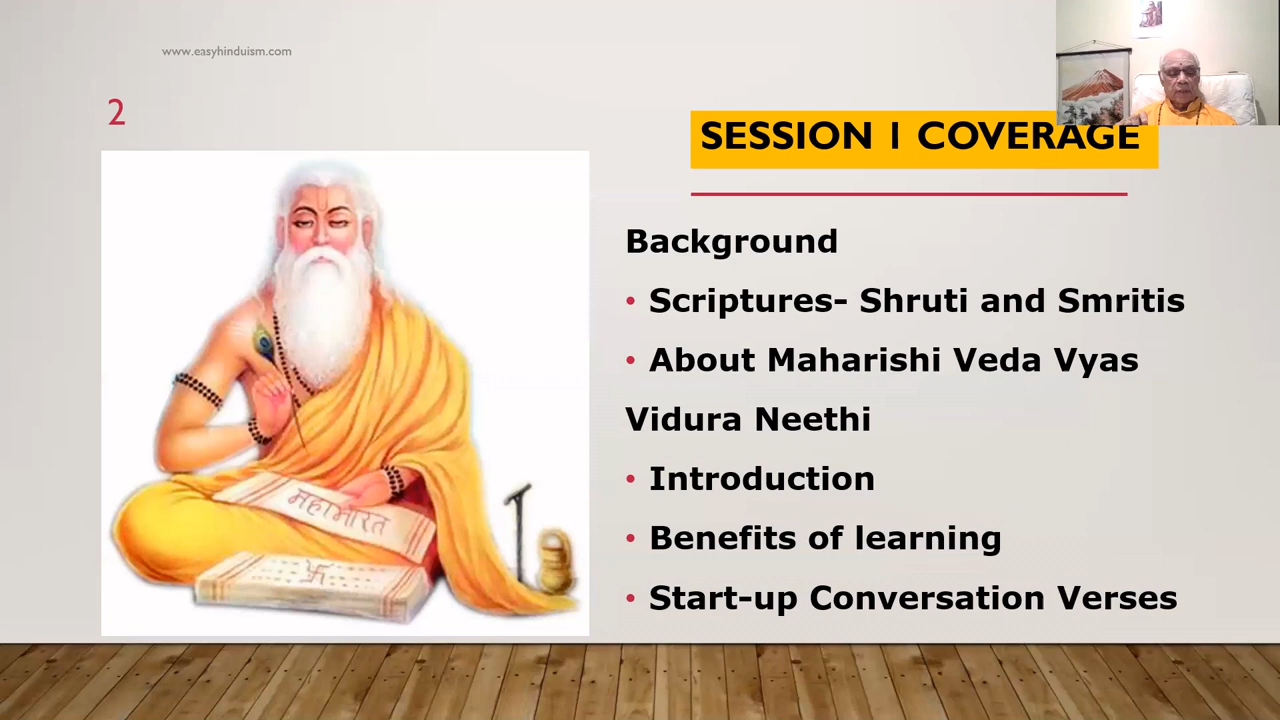 www.easyhinduism.com
2
SESSION 1 COVERAGE
Background
• Scriptures- Shruti and Smritis
• About Maharishi Veda Vyas
Vidura Neethi
• Introduction
• Benefits of learning
• Start-up Conversation Verses
महाभारत